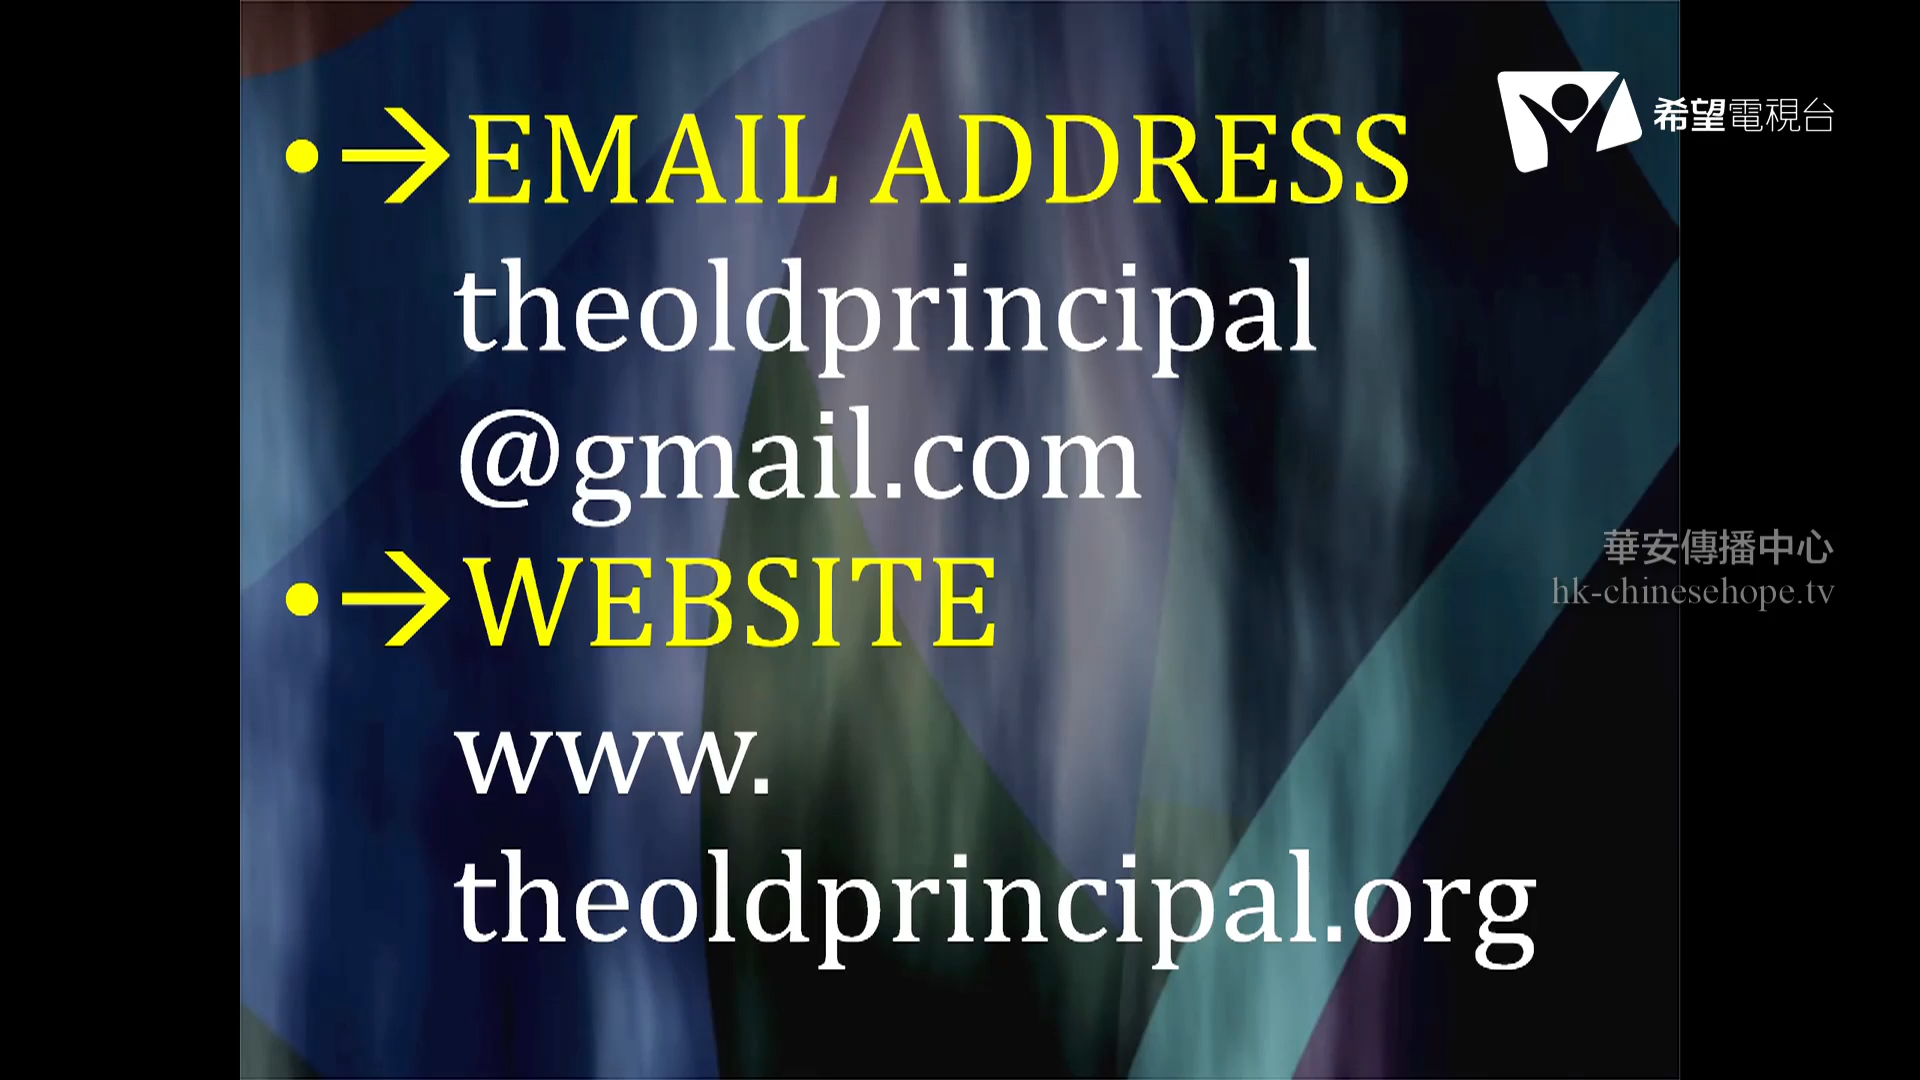 • →EMAIL ADDRESS
theoldprincipal
@gmail.com
• →WEBSITE
www.
theoldprincipal.org
希望電視台
華安傳播中心
hk-chinesehope.tv